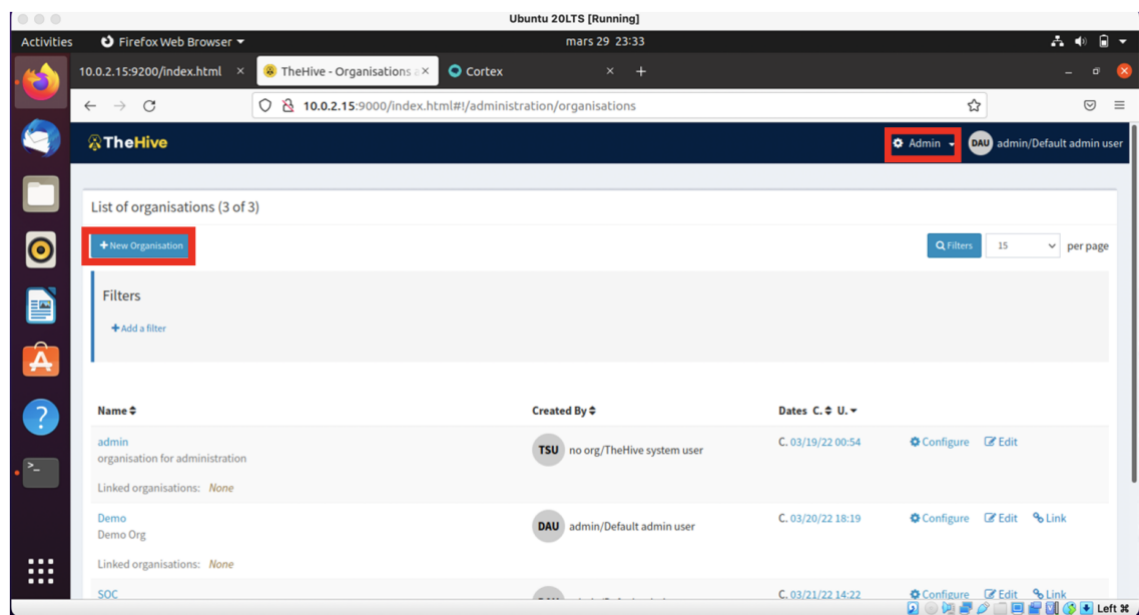 Ubuntu 20LTS [Running]
Activities Firefox Web Browser mars 29 23:33
10.0.2.15:9200/index.html × TheHive - Organisations a × Cortex × +
10.0.2.15:9000/index.html#!/administration/organisations
TheHive Admin DAU admin/Default admin user
List of organisations (3 of 3)
+ New Organisation Filters 15 per page
Filters
+ Add a filter
Name Created By Dates C. U.
admin TSU no org/TheHive system user C. 03/19/22 00:54 Configure Edit
organisation for administration
Linked organisations: None
Demo DAU admin/Default admin user C. 03/20/22 18:19 Configure Edit Link
Demo Org
Linked organisations: None
SOC C. 03/21/22 14:22 Configure Edit Link
Left ⌘